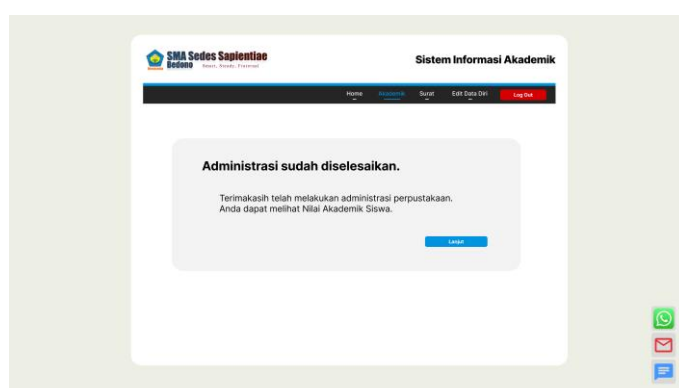 SMA Sedes Sapientiae
Bedono
Sistem Informasi Akademik
Home Akademik Surat Edit Data Diri Log Out
Administrasi sudah diselesaikan.
Terimakasih telah melakukan administrasi perpustakaan.
Anda dapat melihat Nilai Akademik Siswa.
Lanjut